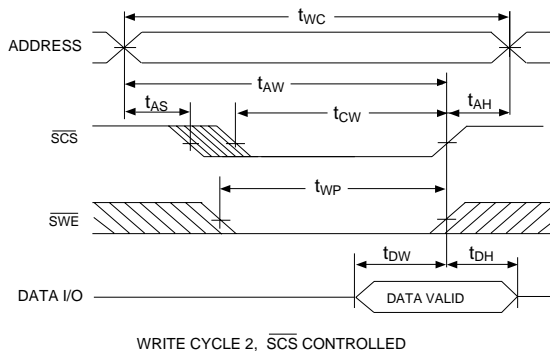 tWC
ADDRESS
tAW
tAS
tCW
tAH
SCS
tWP
SWE
tDW
tDH
DATA I/O
DATA VALID
WRITE CYCLE 2, SCS CONTROLLED